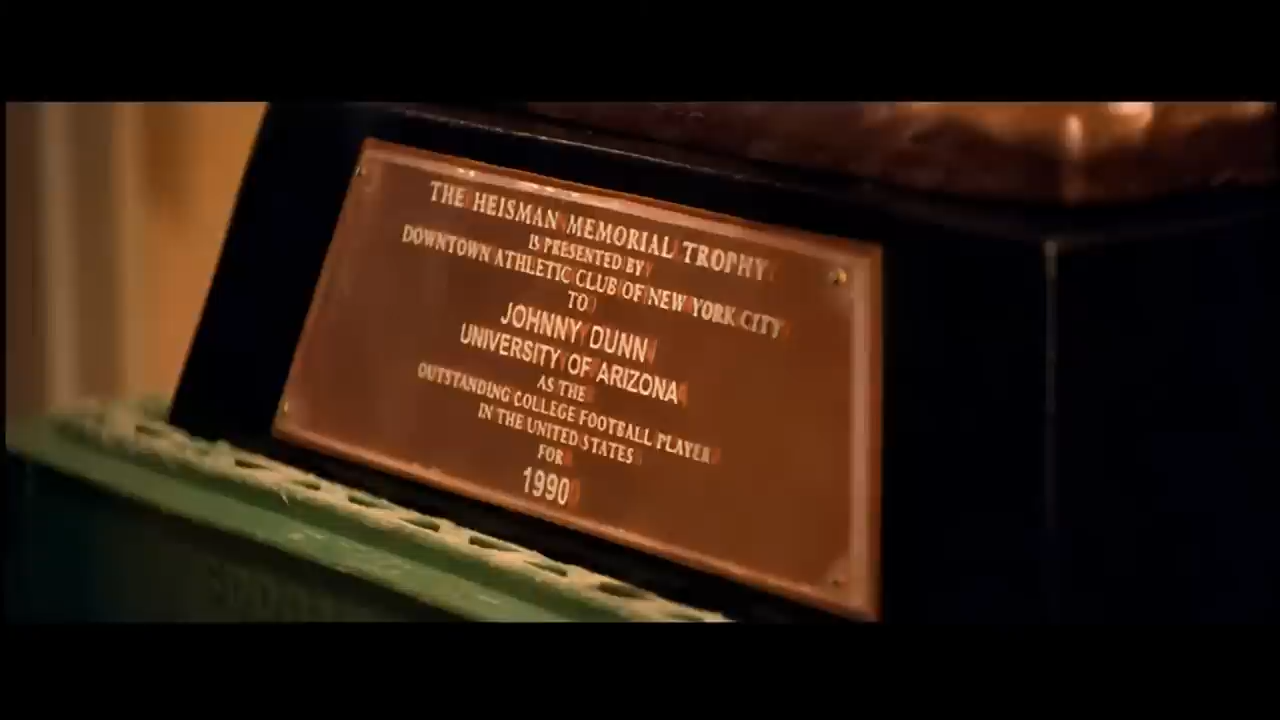 THE HEISMAN MEMORIAL TROPHY
IS PRESENTED BY
DOWNTOWN ATHLETIC CLUB OF NEW YORK CITY
TO
JOHNNY DUNN
UNIVERSITY OF ARIZONA
AS THE
OUTSTANDING COLLEGE FOOTBALL PLAYER
IN THE UNITED STATES
FOR
1990